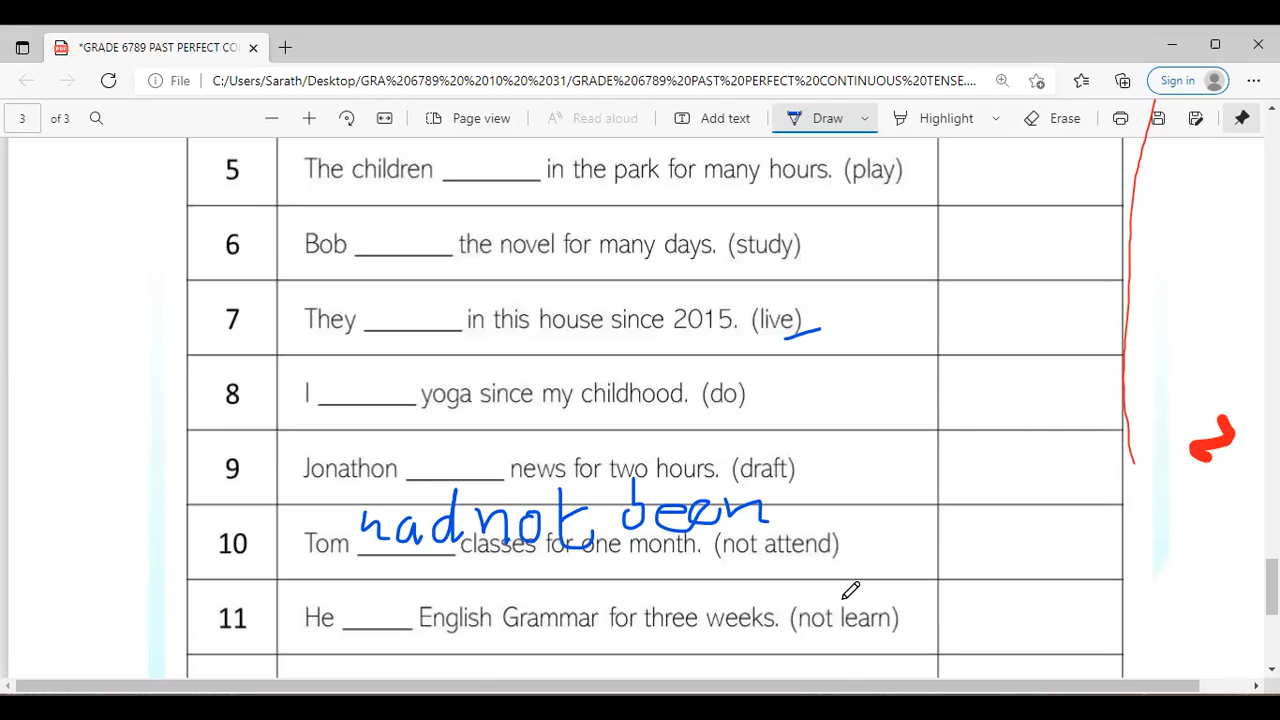 *GRADE 6789 PAST PERFECT CO
File
C:/Users/Sarath/Desktop/GRA%206789%20%2010%20%2031/GRADE%206789%20PAST%20PERFECT%20CONTINUOUS%20TENSE....
Sign in
3 of 3
Page view
Read aloud
Add text
Draw
Highlight
Erase
5 The children ________ in the park for many hours. (play)
6 Bob ________ the novel for many days. (study)
7 They ________ in this house since 2015. (live)
8 I ________ yoga since my childhood. (do)
9 Jonathon ________ news for two hours. (draft)
had not been
10 Tom ________ classes for one month. (not attend)
11 He ______ English Grammar for three weeks. (not learn)